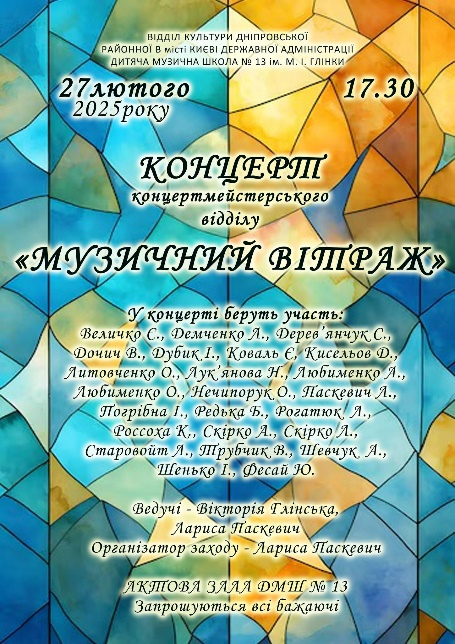 ВІДДІЛ КУЛЬТУРИ ДНІПРОВСЬКОЇ
РАЙОННОЇ В місті КИЄВІ ДЕРЖАВНОЇ АДМІНІСТРАЦІЇ
ДИТЯЧА МУЗИЧНА ШКОЛА № 13 ім. М. І. ГЛІНКИ
27лютого 17.30
2025року
КОНЦЕРТ
концертмейстерського
відділу
«МУЗИЧНИЙ ВІТРАЖ»
У концерті беруть участь:
Величко Є., Демченко Л., Дерев’янчук С.,
Дочич В., Дубик І., Коваль Є, Кисельов Д.,
Литовченко О., Лук’янова Н., Любименко А.,
Любименко О., Нечипорук О., Паскевич Л.,
Погрібна І., Редька Б., Рогатюк Л.,
Россоха К., Скірко А., Скірко Л.,
Старовойт Л., Трубчик В., Шевчук А.,
Шенько І., Фесай Ю.
Ведучі - Вікторія Глінська,
Лариса Паскевич
Організатор заходу - Лариса Паскевич
АКТОВА ЗАЛА ДМШ № 13
Запрошуються всі бажаючі